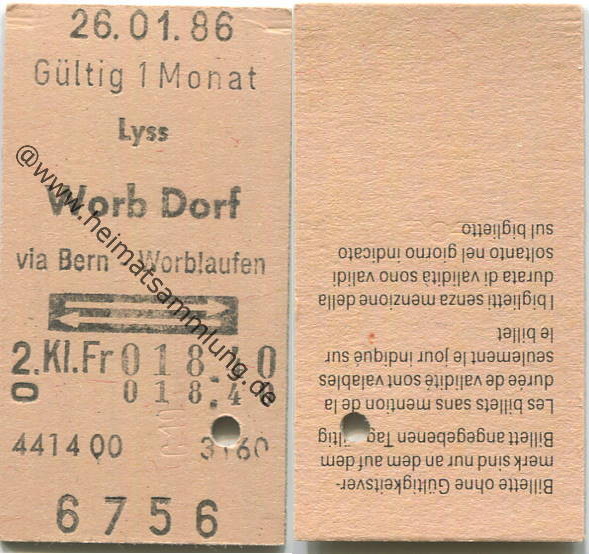 26.01.86
Gültig 1 Monat
Lyss
Worb Dorf
via Bern - Worblaufen
2.Kl.Fr 018.40
0 018.40
4414 00 3160
6756
@www.heimatsammlung.de
Billette ohne Gültigkeitsver-
merk sind nur an dem auf dem
Billett angegebenen Tag gültig
Les billets sans mention de la
durée de validité sont valables
seulement le jour indiqué sur
le billet
I biglietti senza menzione della
durata di validità sono validi
soltanto nel giorno indicato
sul biglietto